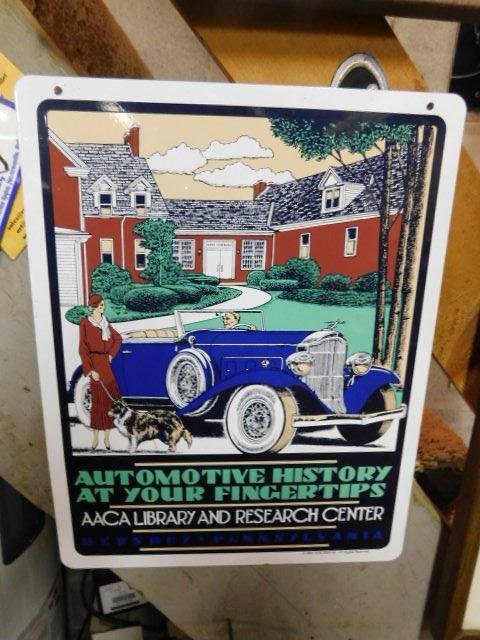 AUTOMOTIVE HISTORY
AT YOUR FINGERTIPS
AACA LIBRARY AND RESEARCH CENTER
HERSHEY • PENNSYLVANIA